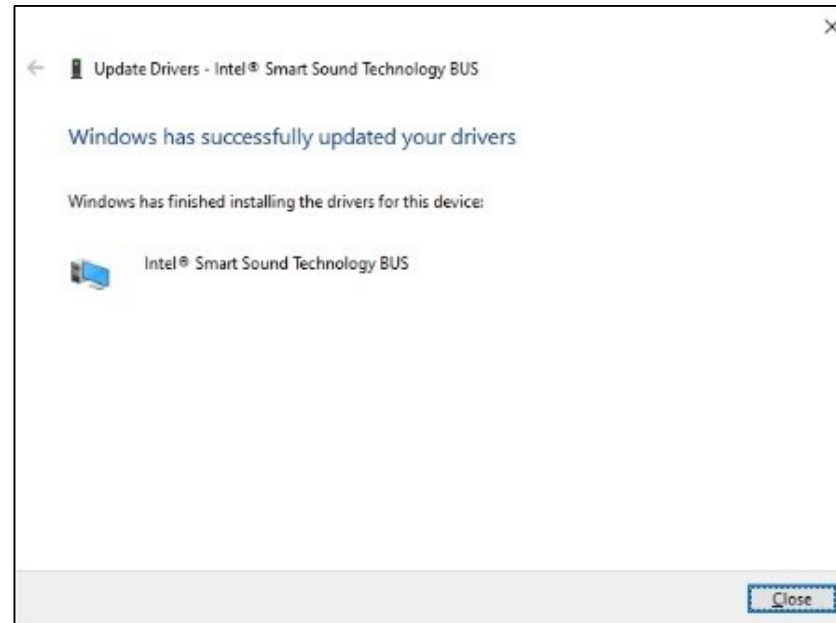 Update Drivers - Intel® Smart Sound Technology BUS
Windows has successfully updated your drivers
Windows has finished installing the drivers for this device:
Intel® Smart Sound Technology BUS
Close